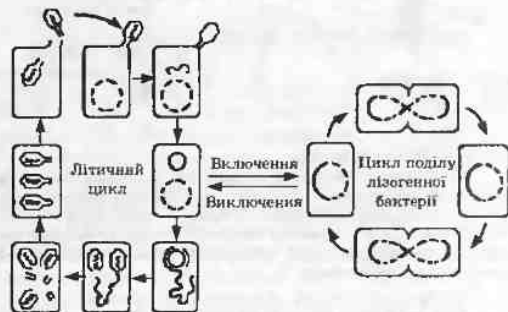 Літичний
цикл
Включення
Виключення
Цикл поділу
лізогенної
бактерії